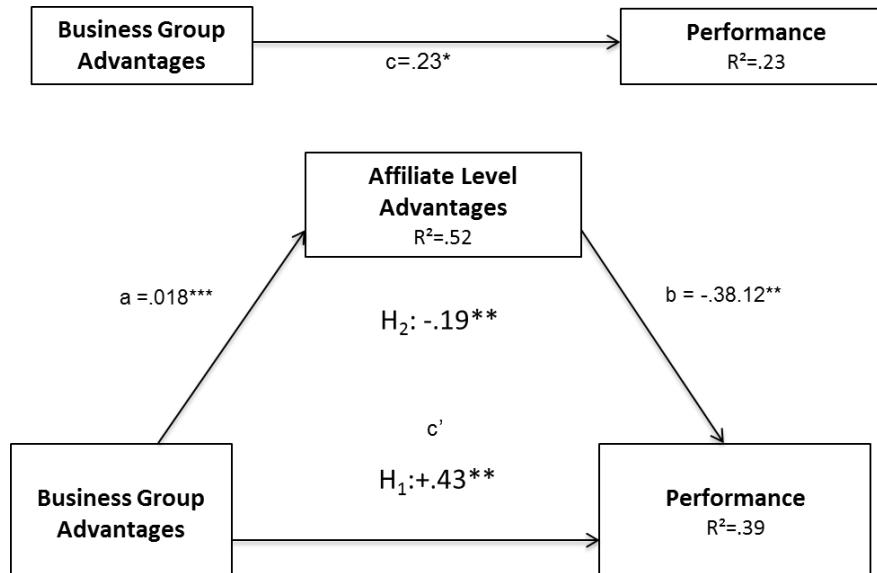 Business Group
Advantages
c=.23*
Performance
R²=.23
Affiliate Level
Advantages
R²=.52
a =.018***
b = -.38.12**
H₂: -.19**
c’
H₁:+.43**
Business Group
Advantages
Performance
R²=.39